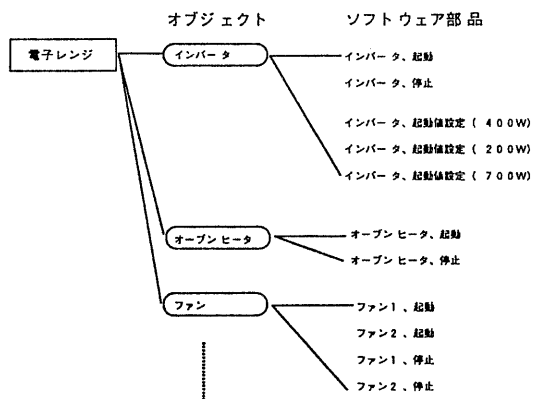 オブジェクト ソフトウェア部品
電子レンジ
インバータ
インバータ、起動
インバータ、停止
インバータ、起動値設定(400W)
インバータ、起動値設定(200W)
インバータ、起動値設定(700W)
オーブンヒータ
オーブンヒータ、起動
オーブンヒータ、停止
ファン
ファン1、起動
ファン2、起動
ファン1、停止
ファン2、停止